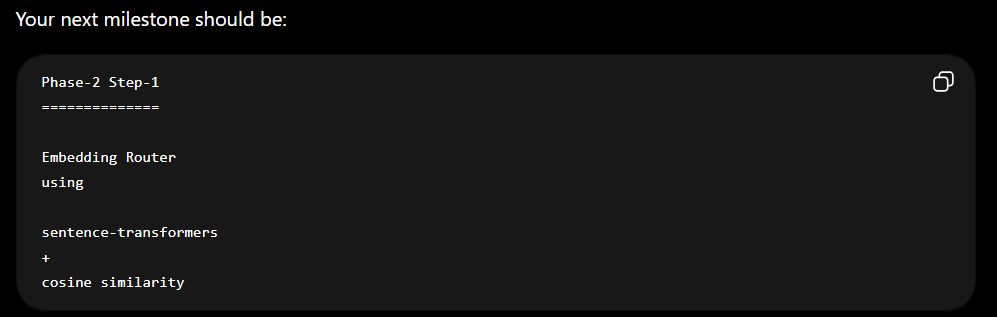 Your next milestone should be:
Phase-2 Step-1
==============
Embedding Router
using
sentence-transformers
+
cosine similarity